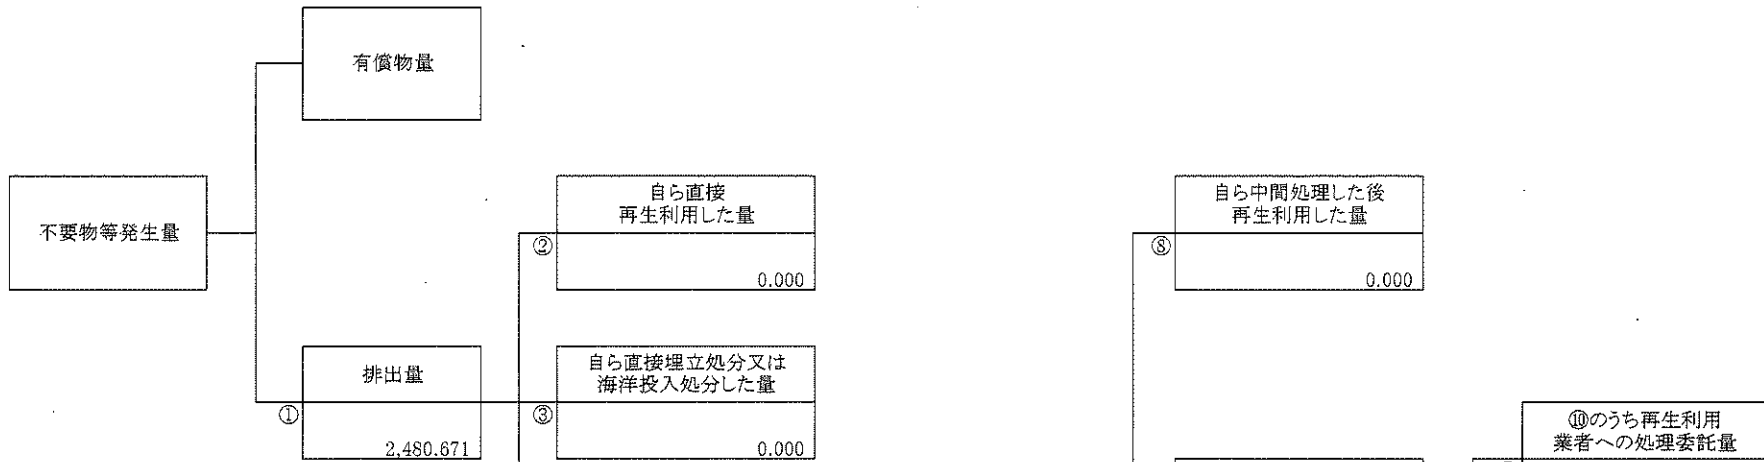 有償物量
不要物等発生量
自ら直接
再生利用した量
②
0.000
自ら中間処理した後
再生利用した量
⑧
0.000
排出量
①
2,480.671
自ら直接埋立処分又は
海洋投入処分した量
③
0.000
⑩のうち再生利用
業者への処理委託量